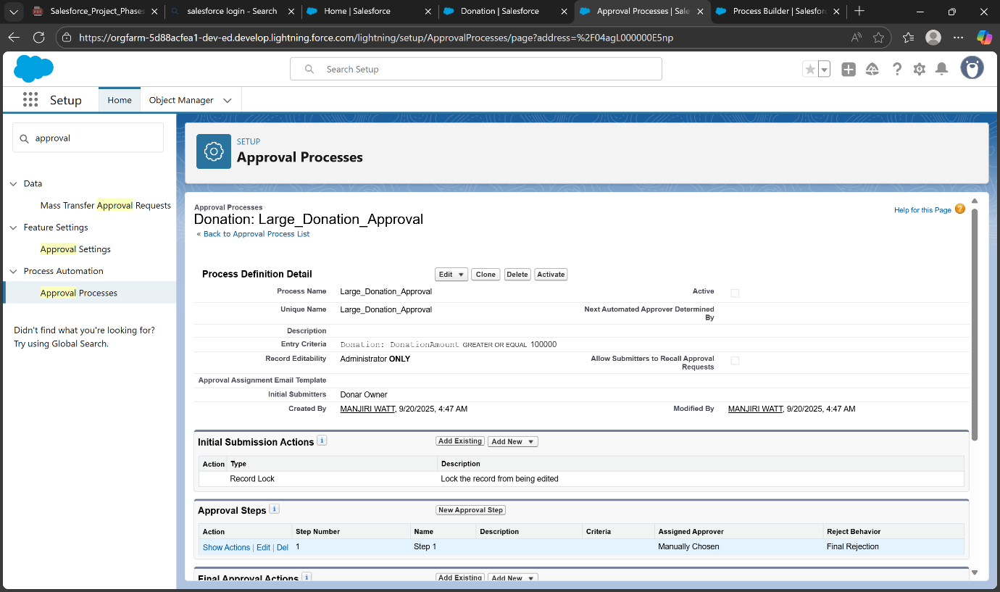 Salesforce_Project_Phases
salesforce login - Search
Home | Salesforce
Donation | Salesforce
Approval Processes | Sale
Process Builder | Salesforc
https://orgfarm-5d88acfea1-dev-ed.develop.lightning.force.com/lightning/setup/ApprovalProcesses/page?address=%2F04agL000000E5np
Search Setup
Setup
Home
Object Manager
approval
Data
Mass Transfer Approval Requests
Feature Settings
Approval Settings
Process Automation
Approval Processes
Didn't find what you're looking for?
Try using Global Search.
SETUP
Approval Processes
Approval Processes
Donation: Large_Donation_Approval
« Back to Approval Process List
Help for this Page ?
Process Definition Detail Edit Clone Delete Activate
Process Name Large_Donation_Approval Active
Unique Name Large_Donation_Approval Next Automated Approver Determined
By
Description
Entry Criteria Donation: DonationAmount GREATER OR EQUAL 100000
Record Editability Administrator ONLY Allow Submitters to Recall Approval
Requests
Approval Assignment Email Template
Initial Submitters Donar Owner
Created By MANJIRI WATT, 9/20/2025, 4:47 AM Modified By MANJIRI WATT, 9/20/2025, 4:47 AM
Initial Submission Actions i Add Existing Add New
Action Type Description
Record Lock Lock the record from being edited
Approval Steps i New Approval Step
Action Step Number Name Description Criteria Assigned Approver Reject Behavior
Show Actions | Edit | Del 1 Step 1 Manually Chosen Final Rejection
Final Approval Actions i Add Existing Add New